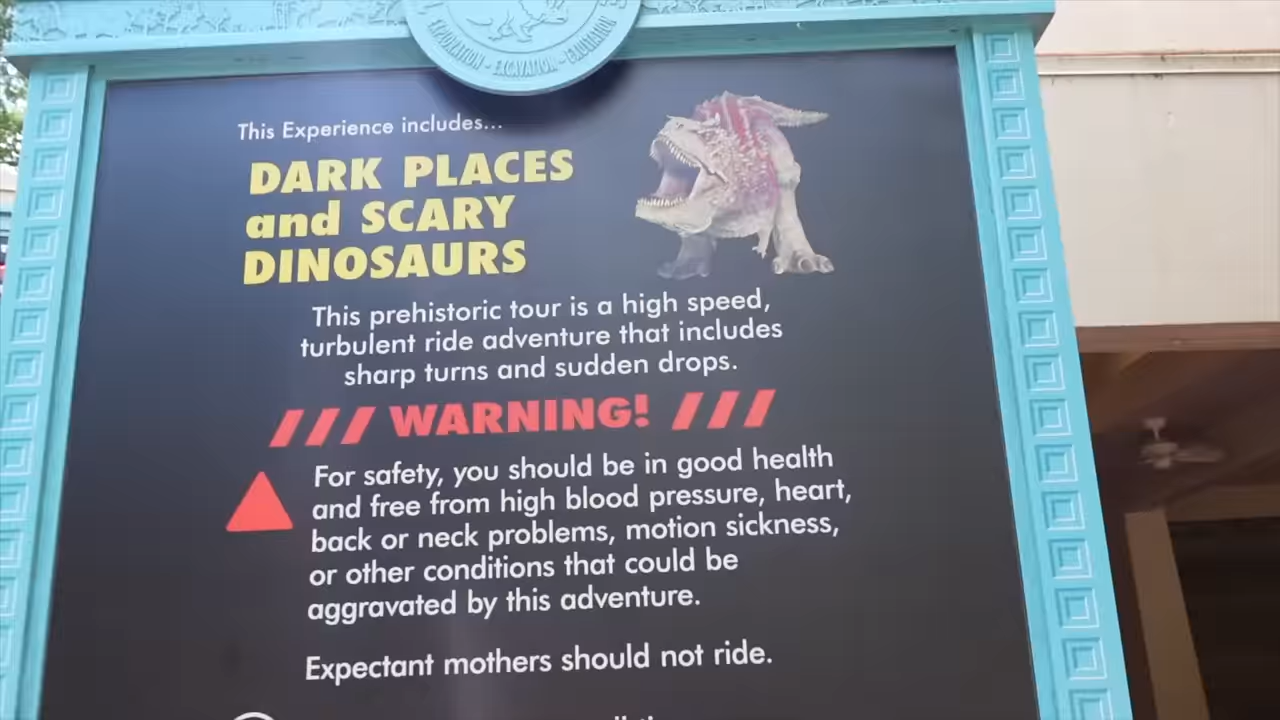 EXPLORATION - EXCAVATION - EXULTATION
This Experience includes...
DARK PLACES
and SCARY
DINOSAURS
This prehistoric tour is a high speed,
turbulent ride adventure that includes
sharp turns and sudden drops.
WARNING!
For safety, you should be in good health
and free from high blood pressure, heart,
back or neck problems, motion sickness,
or other conditions that could be
aggravated by this adventure.
Expectant mothers should not ride.